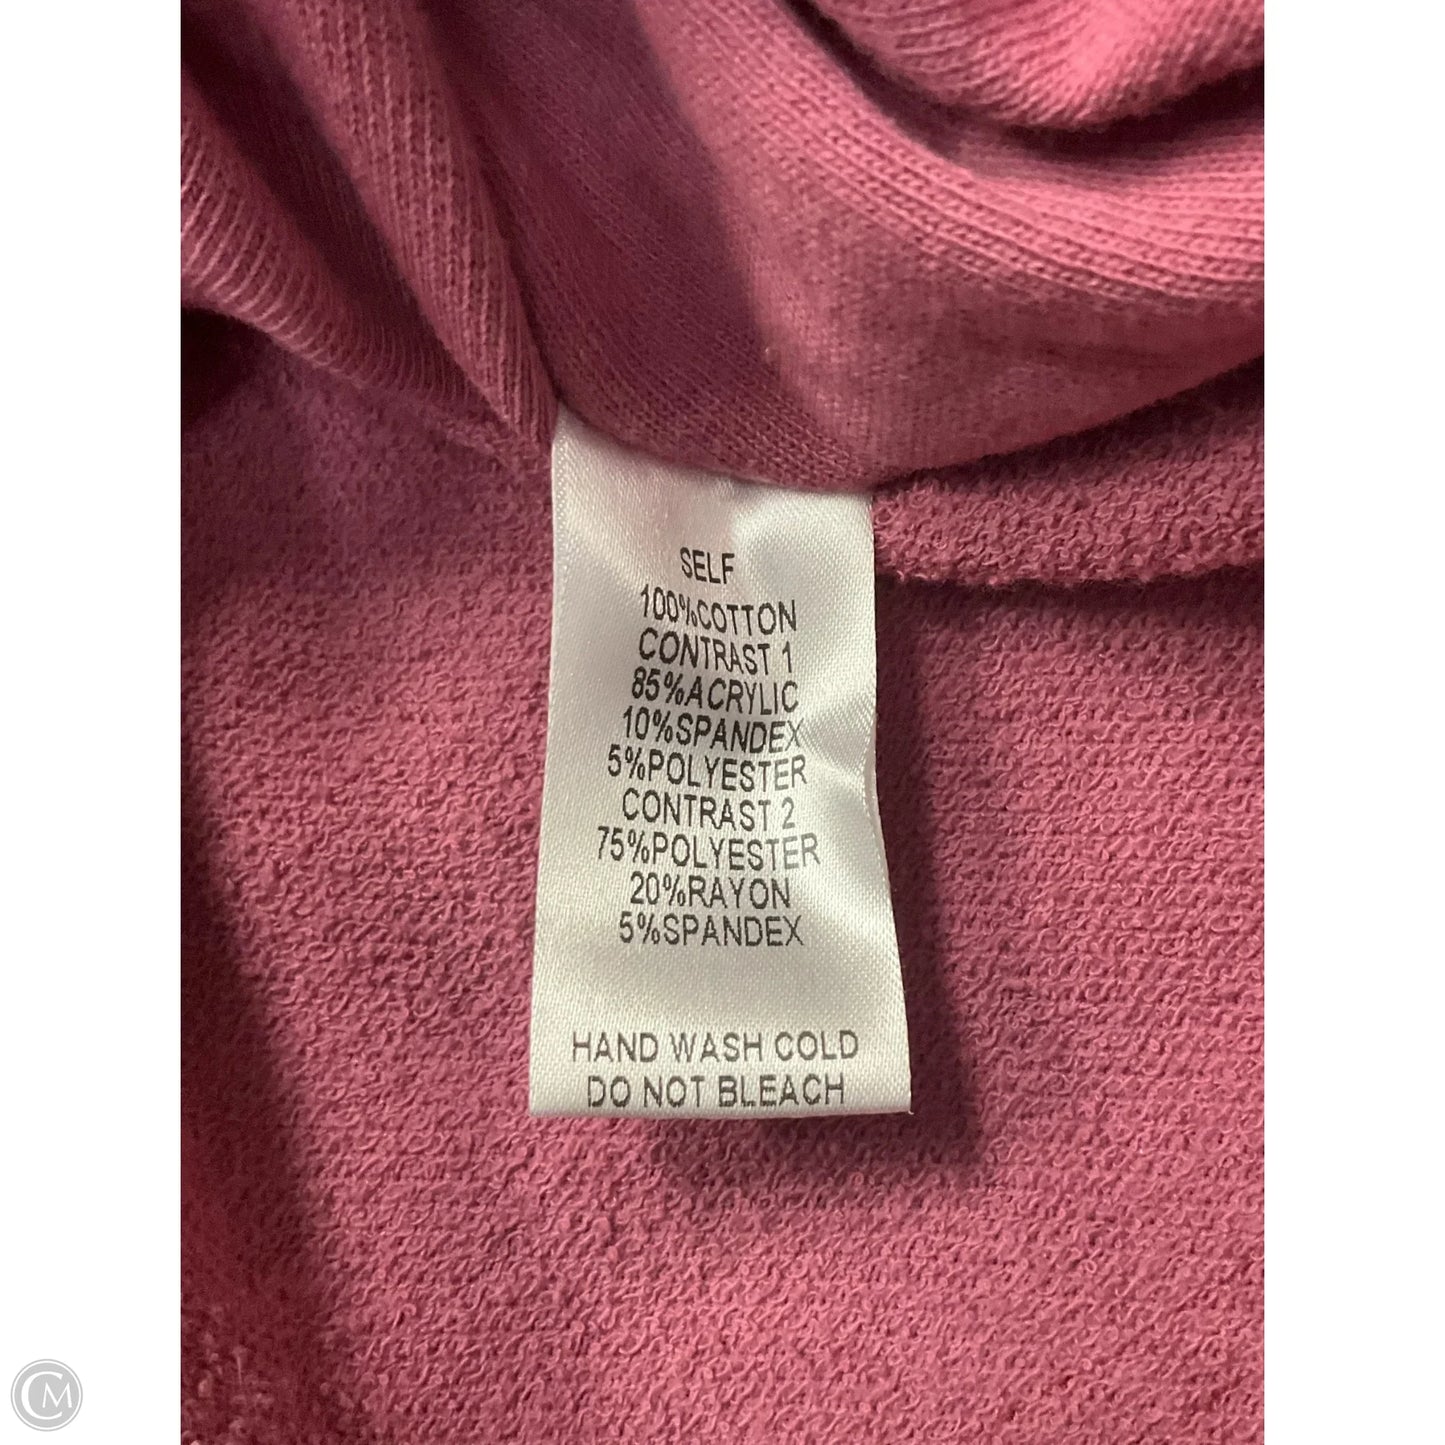 SELF
100%COTTON
CONTRAST 1
85%ACRYLIC
10%SPANDEX
5%POLYESTER
CONTRAST 2
75%POLYESTER
20%RAYON
5%SPANDEX
HAND WASH COLD
DO NOT BLEACH
CM